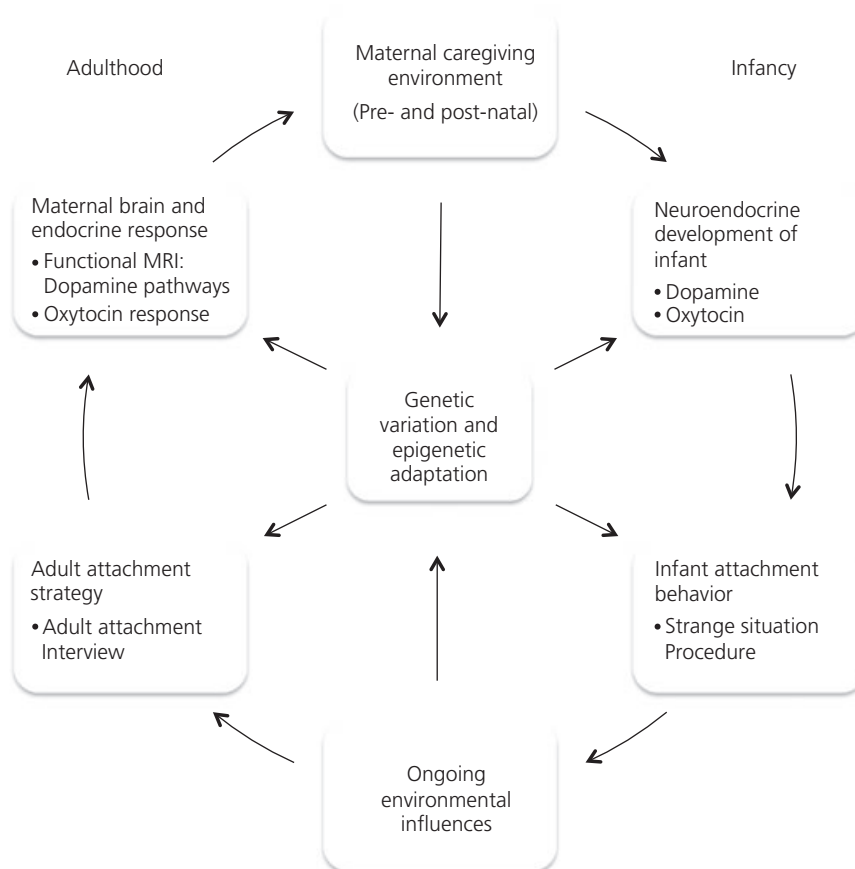 Adulthood
Maternal caregiving
environment
(Pre- and post-natal)
Infancy
Maternal brain and
endocrine response
• Functional MRI:
Dopamine pathways
• Oxytocin response
Neuroendocrine
development of
infant
• Dopamine
• Oxytocin
Genetic
variation and
epigenetic
adaptation
Adult attachment
strategy
• Adult attachment
Interview
Infant attachment
behavior
• Strange situation
Procedure
Ongoing
environmental
influences